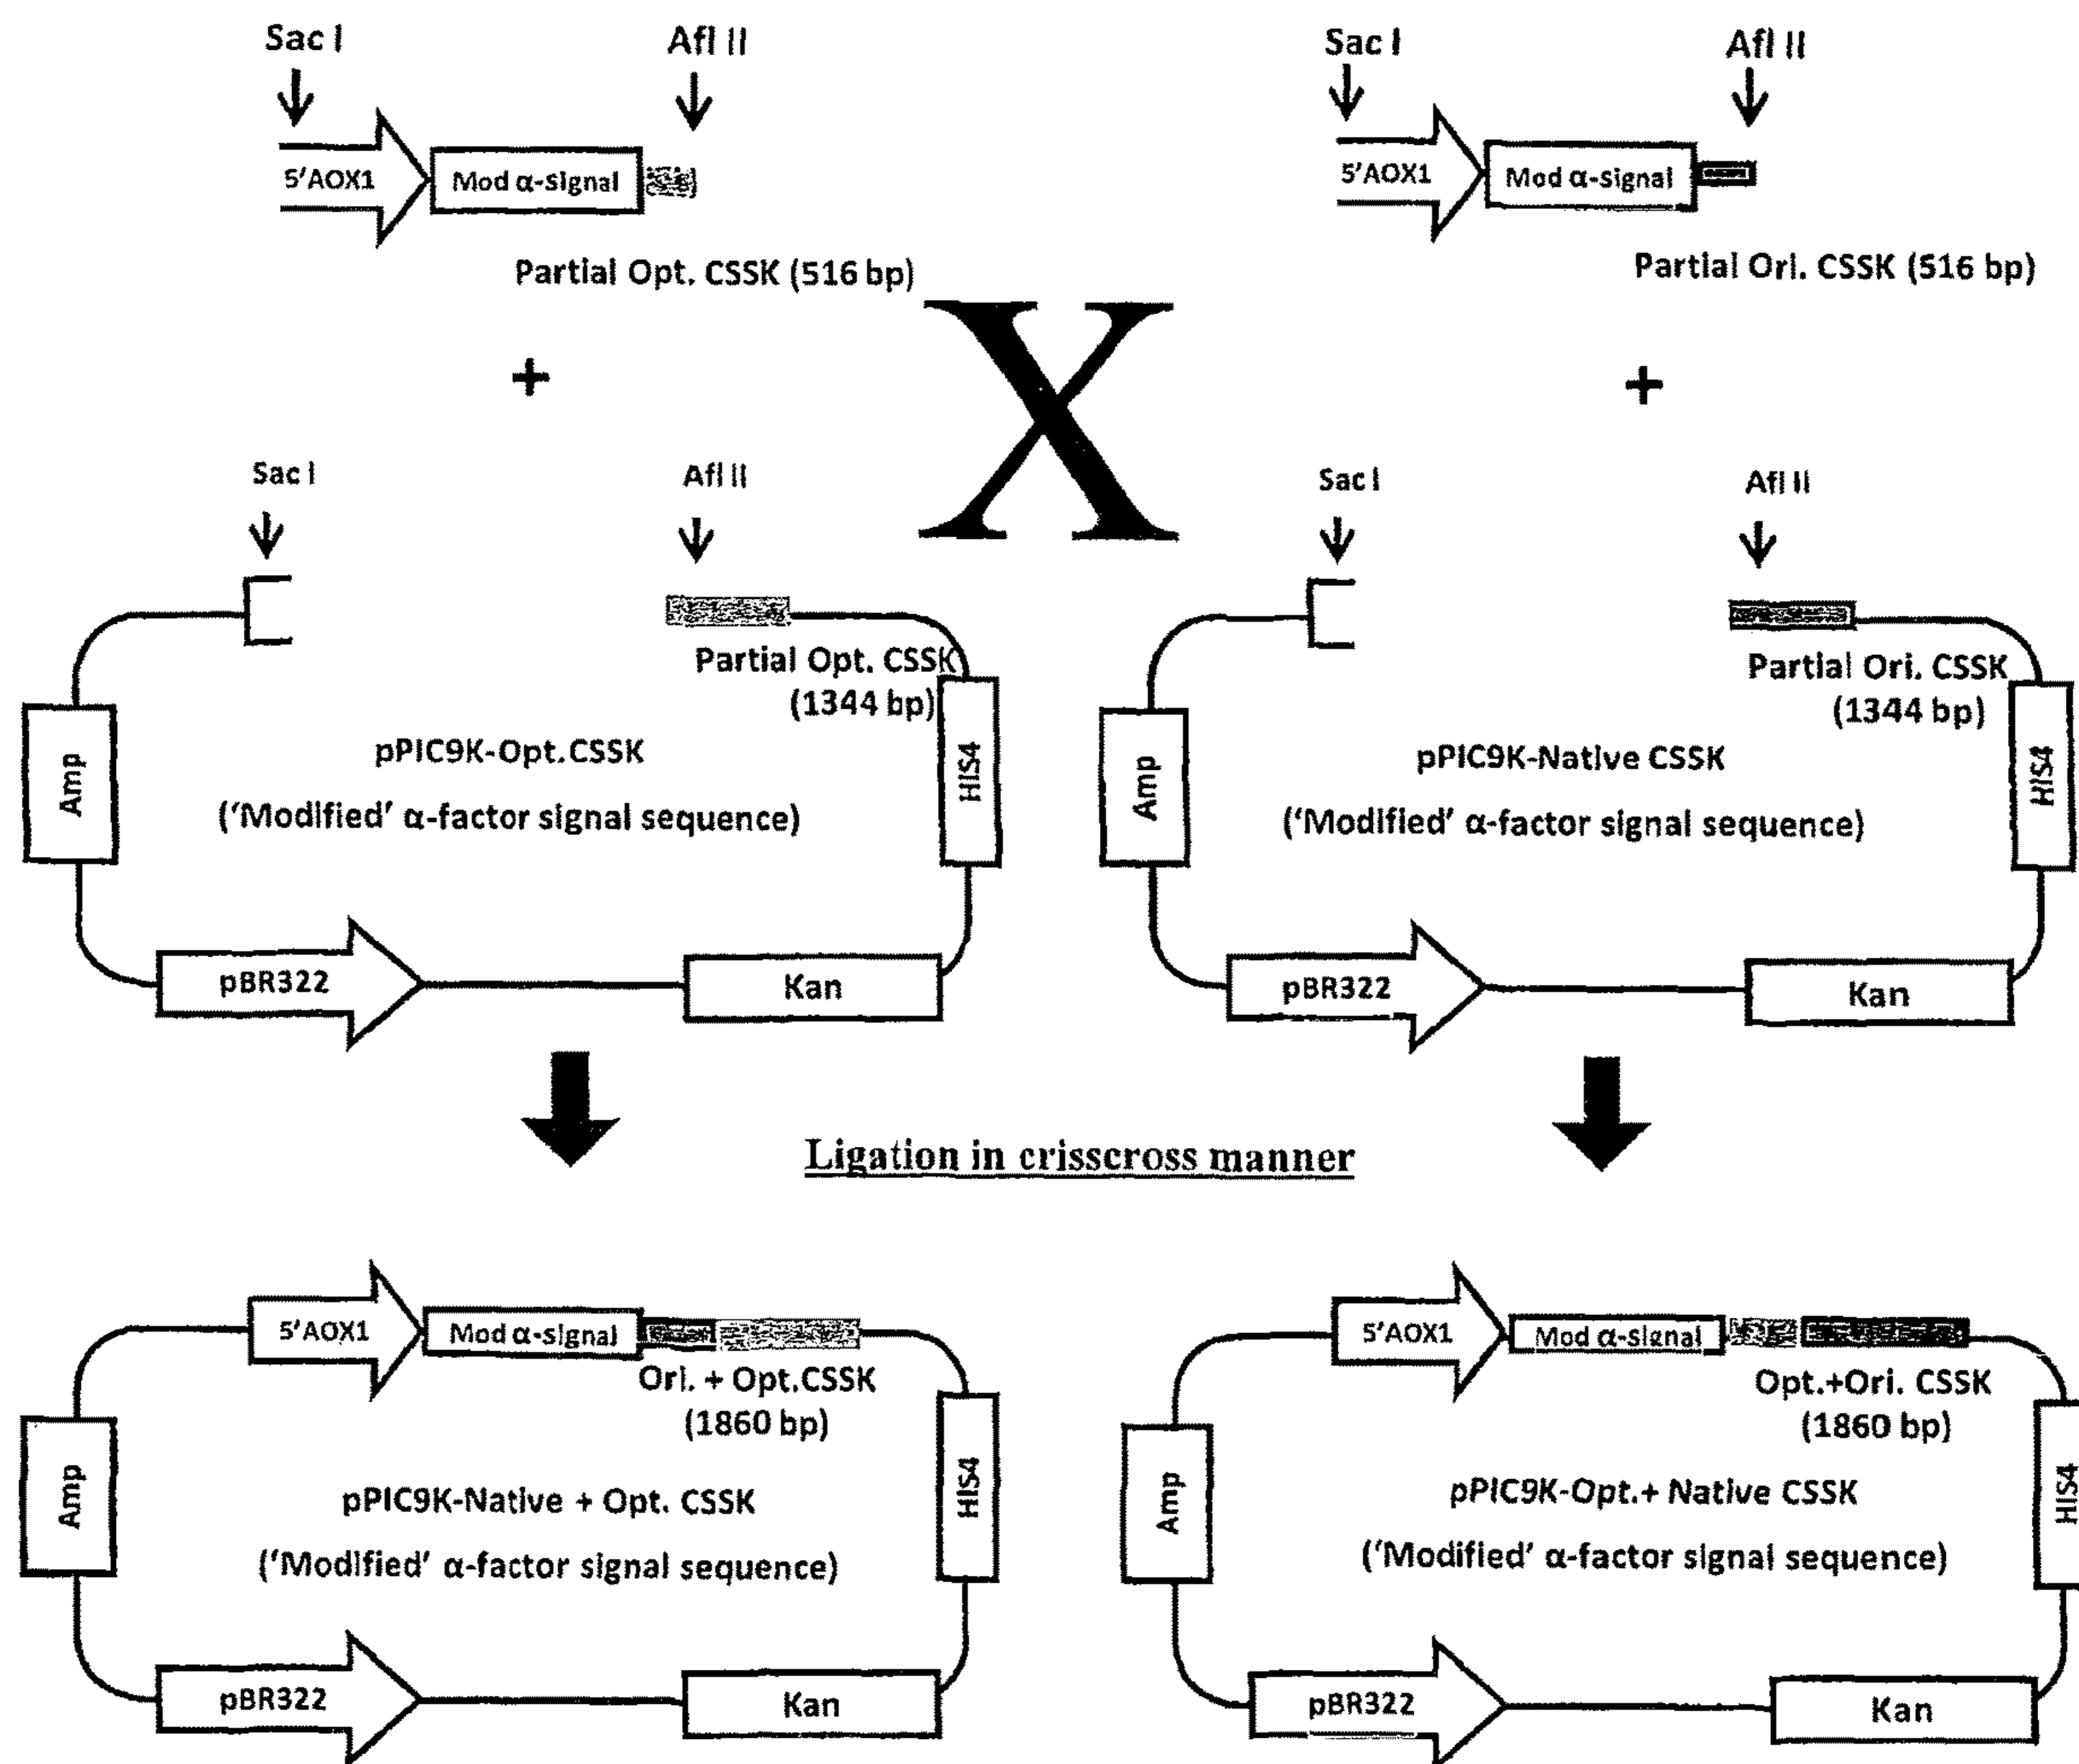 Sac I
Afl II
5'AOX1
Mod α-signal
Partial Opt. CSSK (516 bp)
+
Sac I
Afl II
5'AOX1
Mod α-signal
Partial Ori. CSSK (516 bp)
+
X
Sac I
Afl II
Partial Opt. CSSK
(1344 bp)
Amp
pPIC9K-Opt.CSSK
('Modified' α-factor signal sequence)
HIS4
pBR322
Kan
Sac I
Afl II
Partial Ori. CSSK
(1344 bp)
Amp
pPIC9K-Native CSSK
('Modified' α-factor signal sequence)
HIS4
pBR322
Kan
Ligation in crisscross manner
5'AOX1
Mod α-signal
Ori. + Opt.CSSK
(1860 bp)
Amp
pPIC9K-Native + Opt. CSSK
('Modified' α-factor signal sequence)
HIS4
pBR322
Kan
5'AOX1
Mod α-signal
Opt.+Ori. CSSK
(1860 bp)
Amp
pPIC9K-Opt.+ Native CSSK
('Modified' α-factor signal sequence)
HIS4
pBR322
Kan